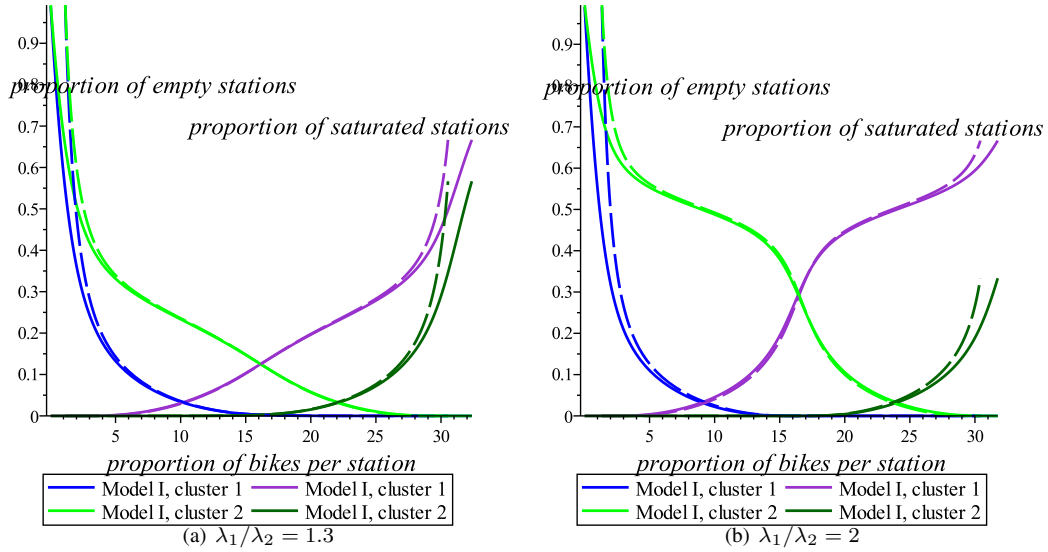 0.9
proportion of empty stations
0.8
proportion of saturated stations
0.7
0.6
0.5
0.4
0.3
0.2
0.1
0
5 10 15 20 25 30
proportion of bikes per station
Model I, cluster 1 Model I, cluster 1
Model I, cluster 2 Model I, cluster 2
(a) λ₁/λ₂ = 1.3
0.9
proportion of empty stations
0.8
proportion of saturated stations
0.7
0.6
0.5
0.4
0.3
0.2
0.1
0
5 10 15 20 25 30
proportion of bikes per station
Model I, cluster 1 Model I, cluster 1
Model I, cluster 2 Model I, cluster 2
(b) λ₁/λ₂ = 2